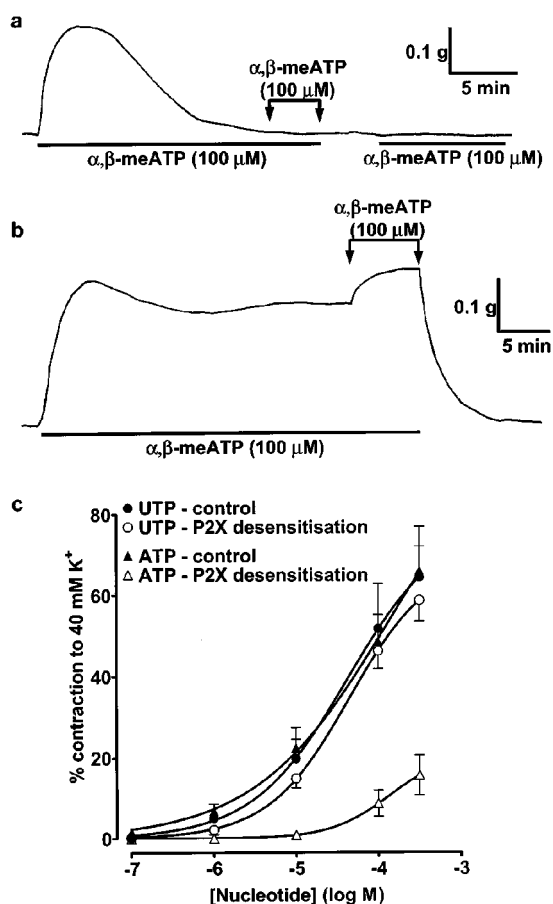 a
α,β-meATP
(100 μM)
0.1 g
5 min
α,β-meATP (100 μM)
α,β-meATP (100 μM)
b
α,β-meATP
(100 μM)
0.1 g
5 min
α,β-meATP (100 μM)
c
UTP - control
UTP - P2X desensitisation
ATP - control
ATP - P2X desensitisation
% contraction to 40 mM K⁺
80
60
40
20
0
-7
-6
-5
-4
-3
[Nucleotide] (log M)